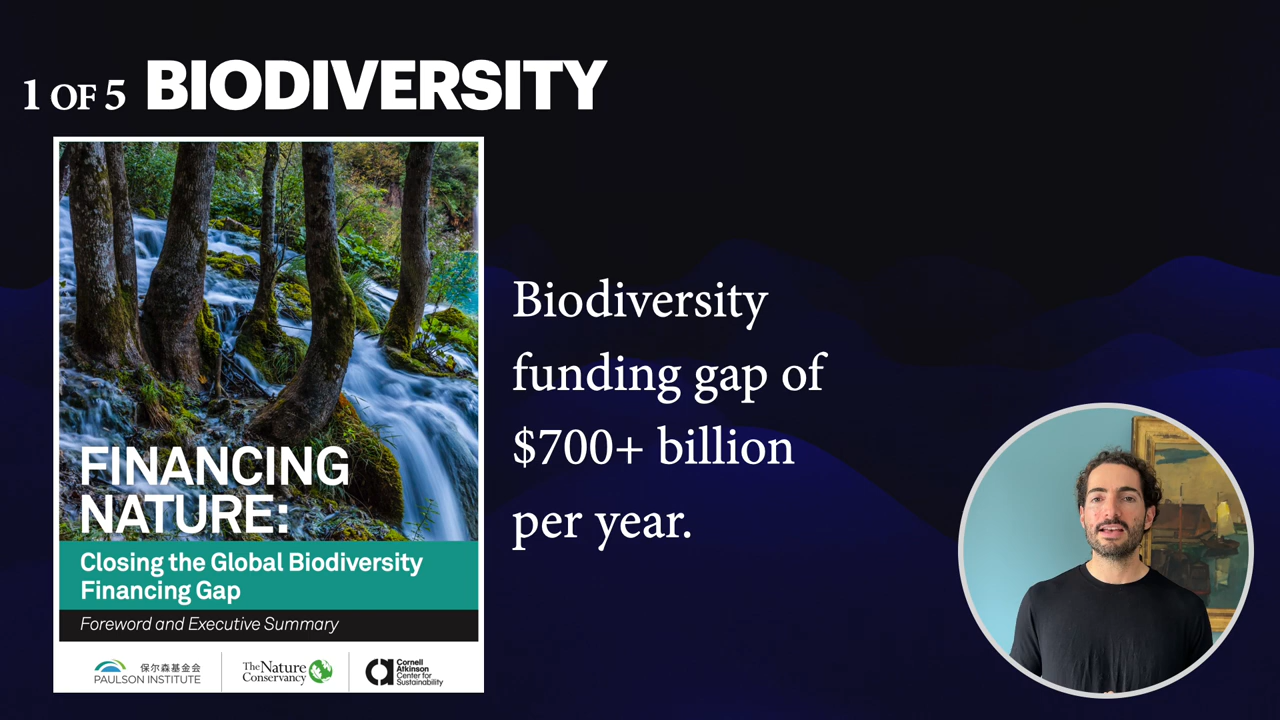 1 OF 5 BIODIVERSITY
FINANCING
NATURE:
Closing the Global Biodiversity
Financing Gap
Foreword and Executive Summary
保尔森基金会
PAULSON INSTITUTE
The Nature
Conservancy
Cornell
Atkinson
Center for
Sustainability
Biodiversity
funding gap of
$700+ billion
per year.